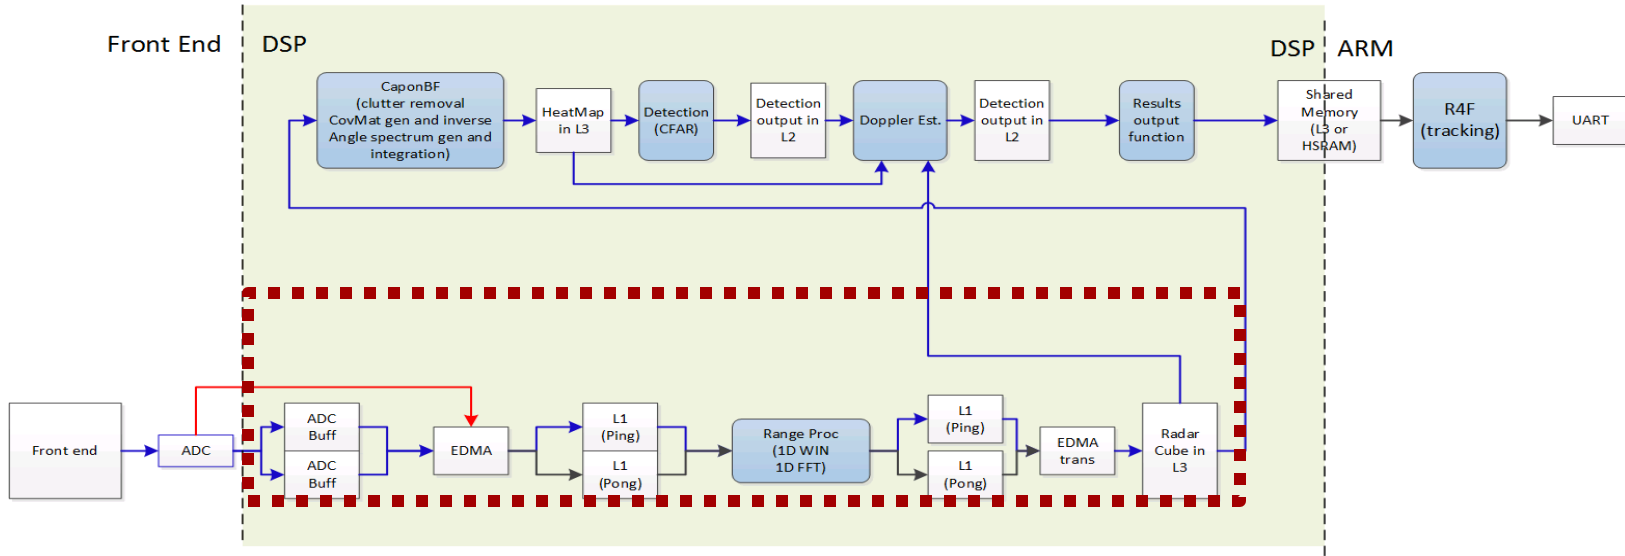 Front End
DSP
DSP
ARM
CaponBF
(clutter removal
CovMat gen and inverse
Angle spectrum gen and
integration)
HeatMap
in L3
Detection
(CFAR)
Detection
output in
L2
Doppler Est.
Detection
output in
L2
Results
output
function
Shared
Memory
(L3 or
HSRAM)
R4F
(tracking)
UART
Front end
ADC
ADC
Buff
ADC
Buff
EDMA
L1
(Ping)
L1
(Pong)
Range Proc
(1D WIN
1D FFT)
L1
(Ping)
L1
(Pong)
EDMA
trans
Radar
Cube in
L3